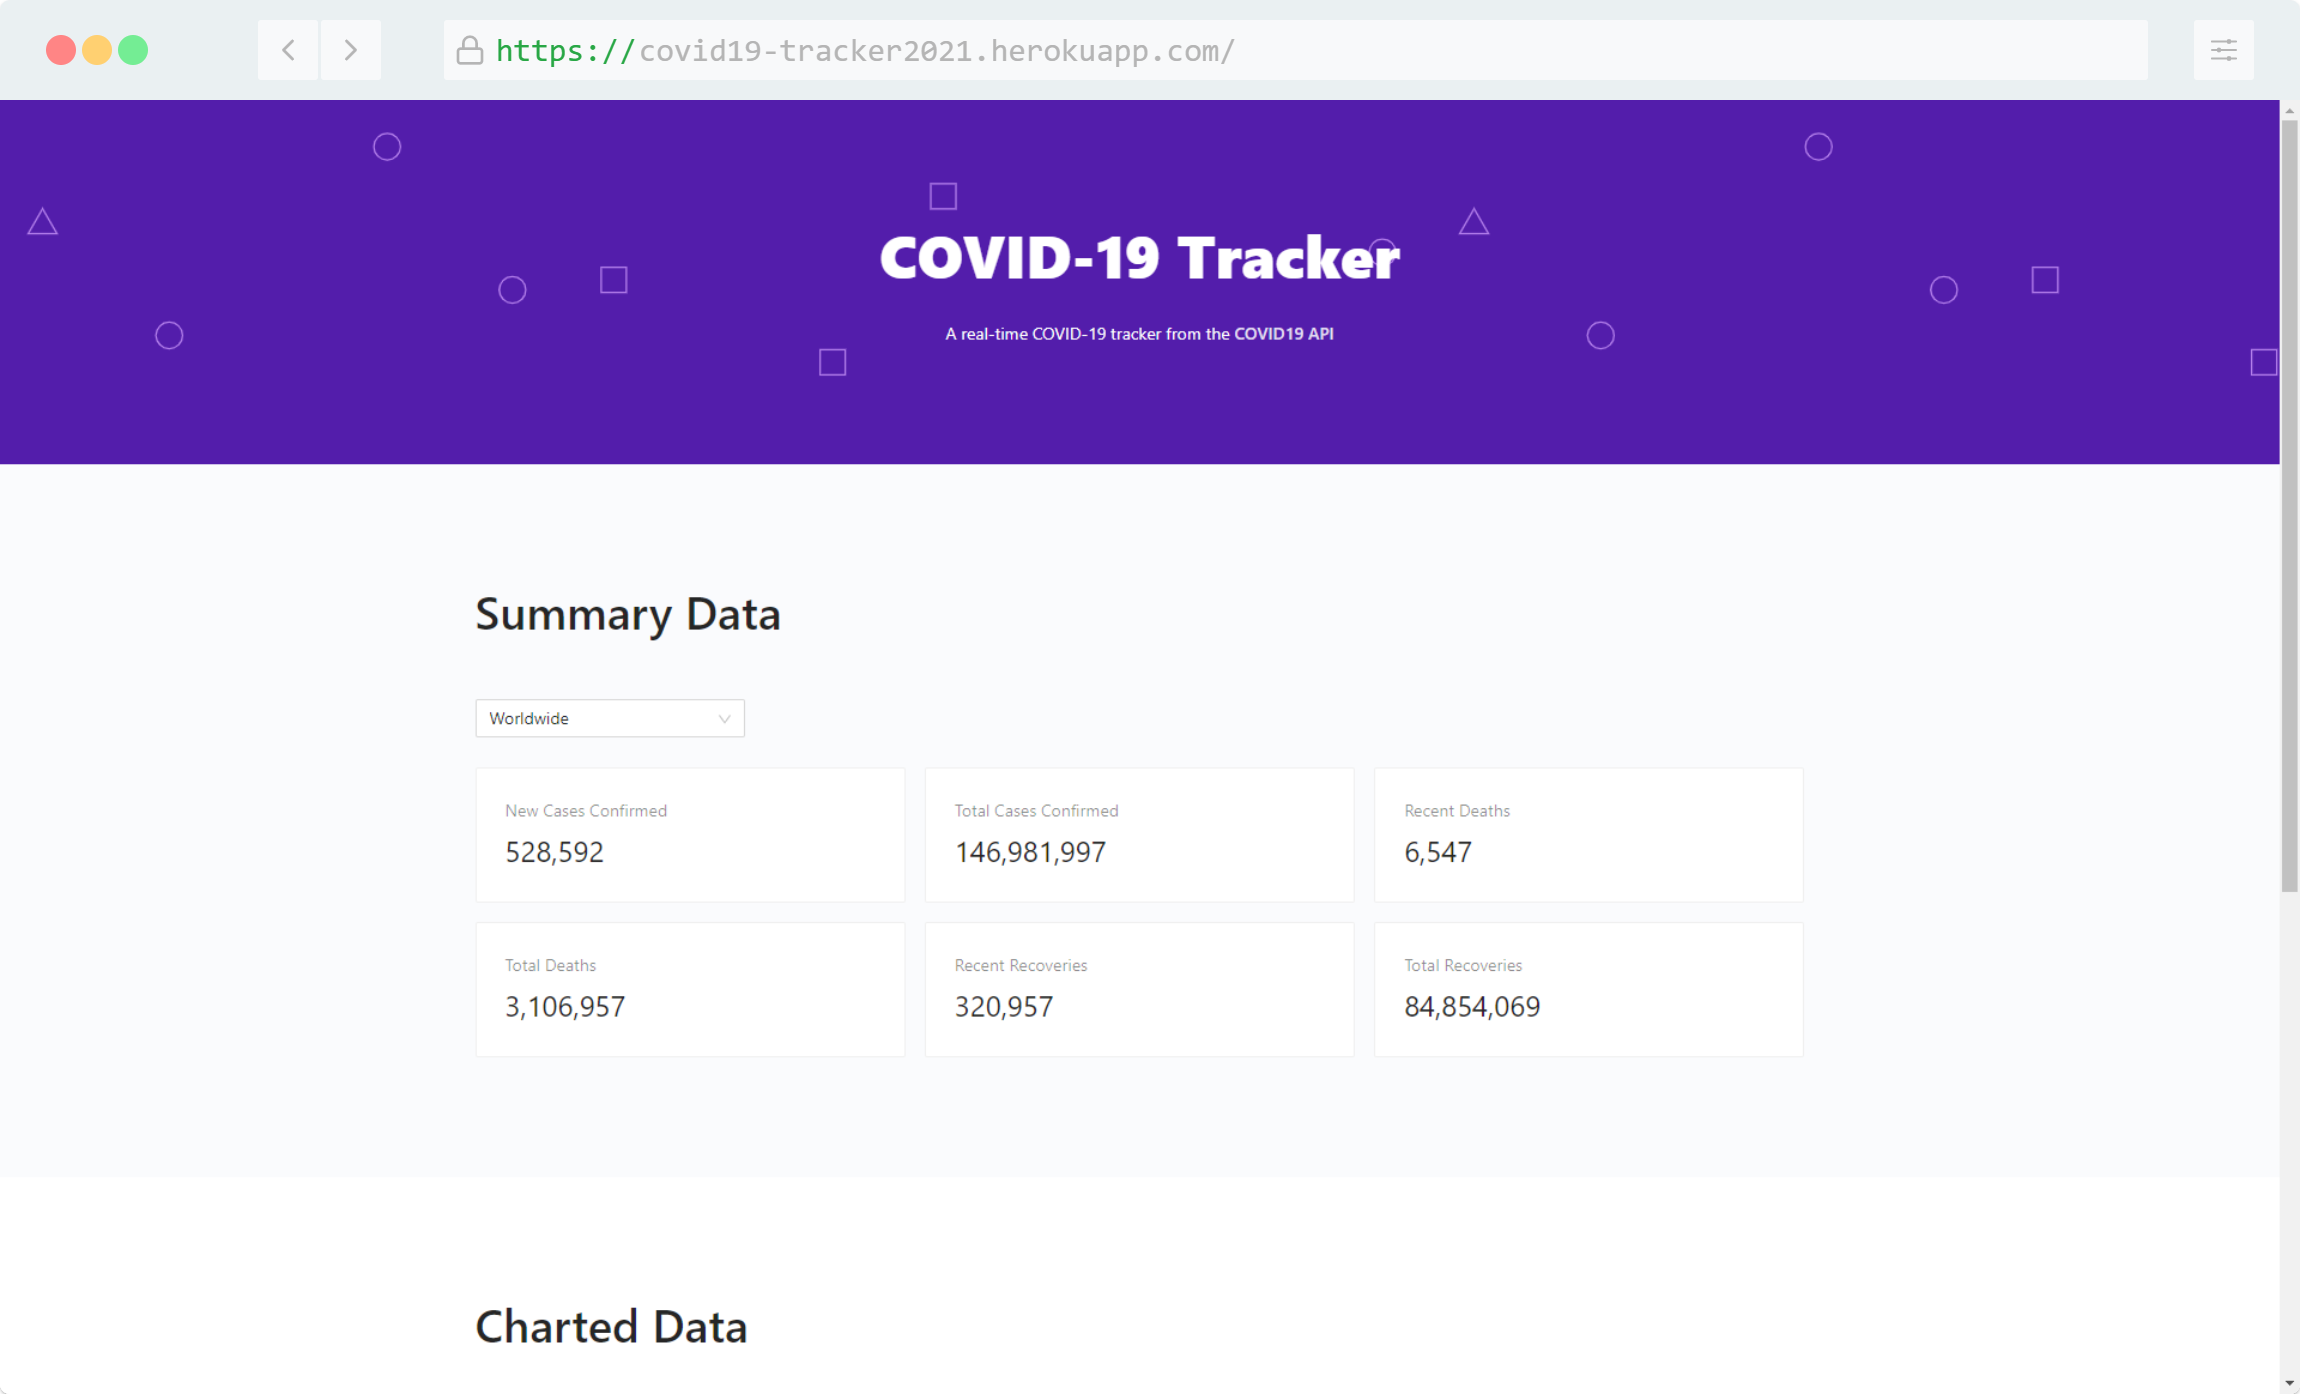 https://covid19-tracker2021.herokuapp.com/
COVID-19 Tracker
A real-time COVID-19 tracker from the COVID19 API
Summary Data
Worldwide
New Cases Confirmed
528,592
Total Cases Confirmed
146,981,997
Recent Deaths
6,547
Total Deaths
3,106,957
Recent Recoveries
320,957
Total Recoveries
84,854,069
Charted Data